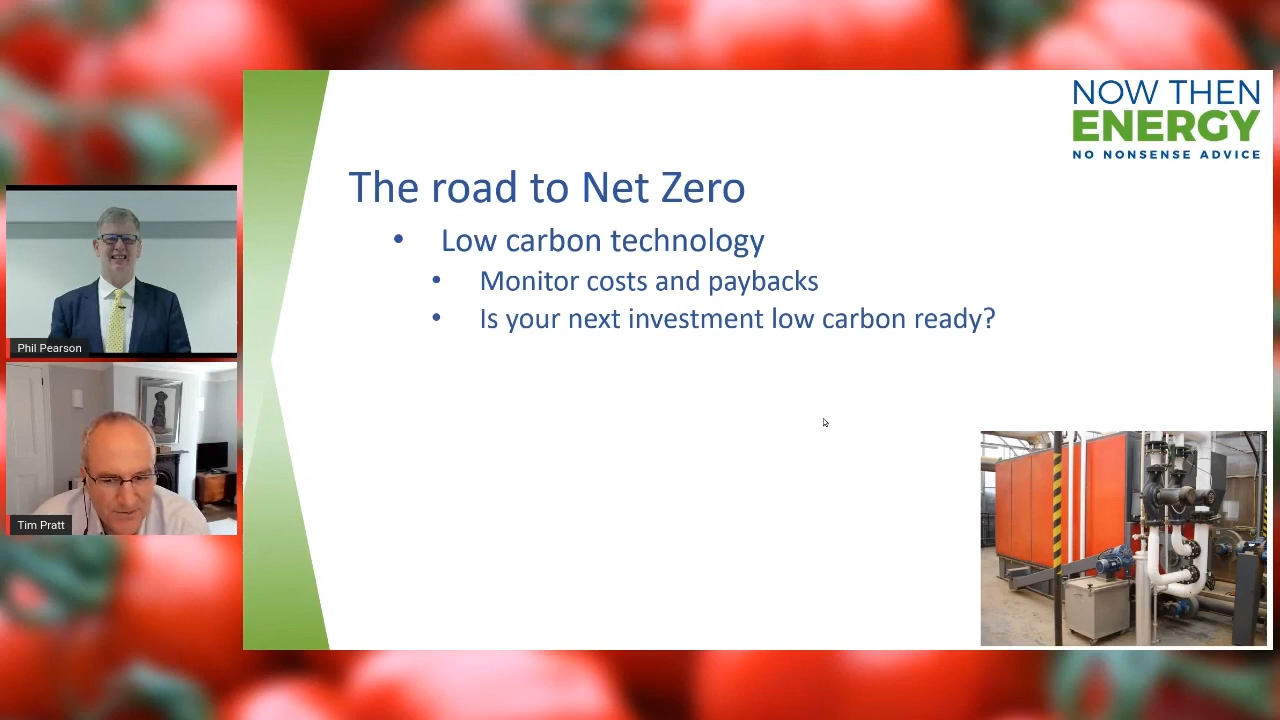 NOW THEN
ENERGY
NO NONSENSE ADVICE
The road to Net Zero
• Low carbon technology
• Monitor costs and paybacks
• Is your next investment low carbon ready?
Phil Pearson
Tim Pratt